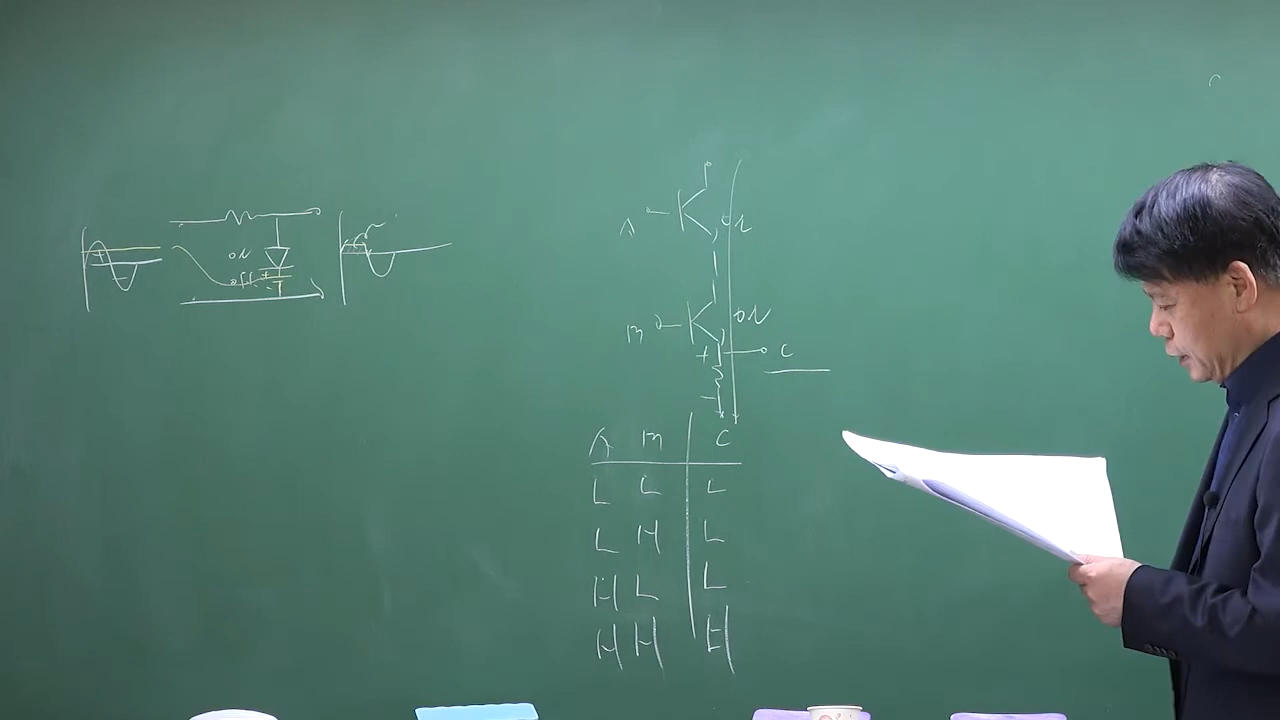 A ON
ON
off + -
B ON
+ C
-
A B C
L L L
L H L
H L L
H H H